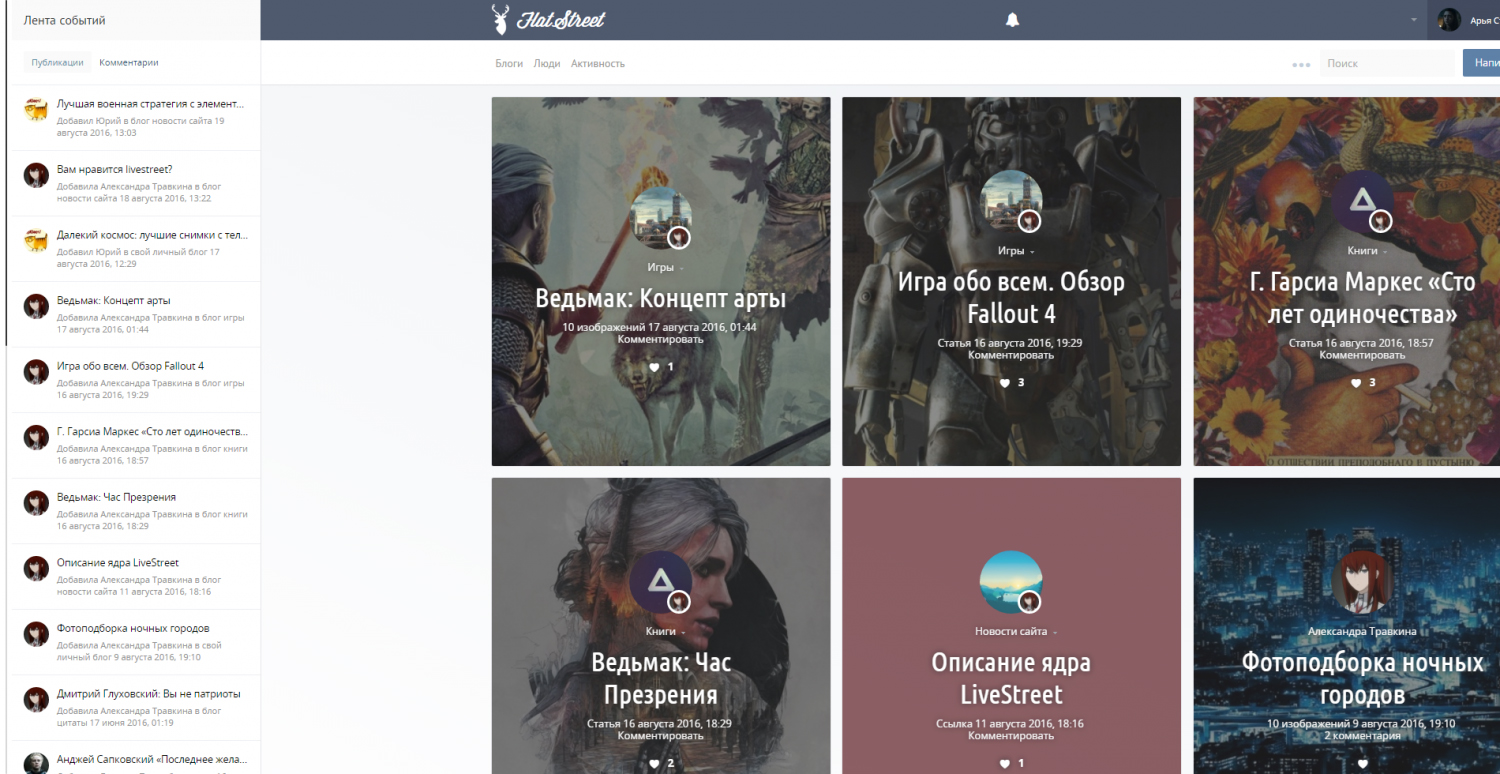 Лента событий
Flat.Street
Публикации Комментарии
Блоги Люди Активность
Поиск
Лучшая военная стратегия с элемент...
Добавил Юрий в блог новости сайта 19
августа 2016, 13:03
Вам нравится livestreet?
Добавила Александра Травкина в блог
новости сайта 18 августа 2016, 13:22
Далекий космос: лучшие снимки с тел...
Добавил Юрий в свой личный блог 17
августа 2016, 12:29
Ведьмак: Концепт арты
Добавила Александра Травкина в блог игры
17 августа 2016, 01:44
Игра обо всем. Обзор Fallout 4
Добавила Александра Травкина в блог игры
16 августа 2016, 19:29
Г. Гарсиа Маркес «Сто лет одиночеств...
Добавила Александра Травкина в блог книги
16 августа 2016, 18:57
Ведьмак: Час Презрения
Добавила Александра Травкина в блог книги
16 августа 2016, 18:29
Описание ядра LiveStreet
Добавила Александра Травкина в блог
новости сайта 11 августа 2016, 18:16
Фотоподборка ночных городов
Добавила Александра Травкина в свой
личный блог 9 августа 2016, 19:10
Дмитрий Глуховский: Вы не патриоты
Добавила Александра Травкина в блог
цитаты 17 июня 2016, 01:19
Анджей Сапковский «Последнее жела...
Игры
Ведьмак: Концепт арты
10 изображений 17 августа 2016, 01:44
Комментировать
1
Игры
Игра обо всем. Обзор
Fallout 4
Статья 16 августа 2016, 19:29
Комментировать
3
Книги
Г. Гарсиа Маркес «Сто
лет одиночества»
Статья 16 августа 2016, 18:57
Комментировать
3
О ОТШЕСТВИИ ПРЕПОДОБНАГО В ПУСТЫНЮ
Книги
Ведьмак: Час
Презрения
Статья 16 августа 2016, 18:29
Комментировать
2
Новости сайта
Описание ядра
LiveStreet
Ссылка 11 августа 2016, 18:16
Комментировать
1
Александра Травкина
Фотоподборка ночных
городов
10 изображений 9 августа 2016, 19:10
2 комментария